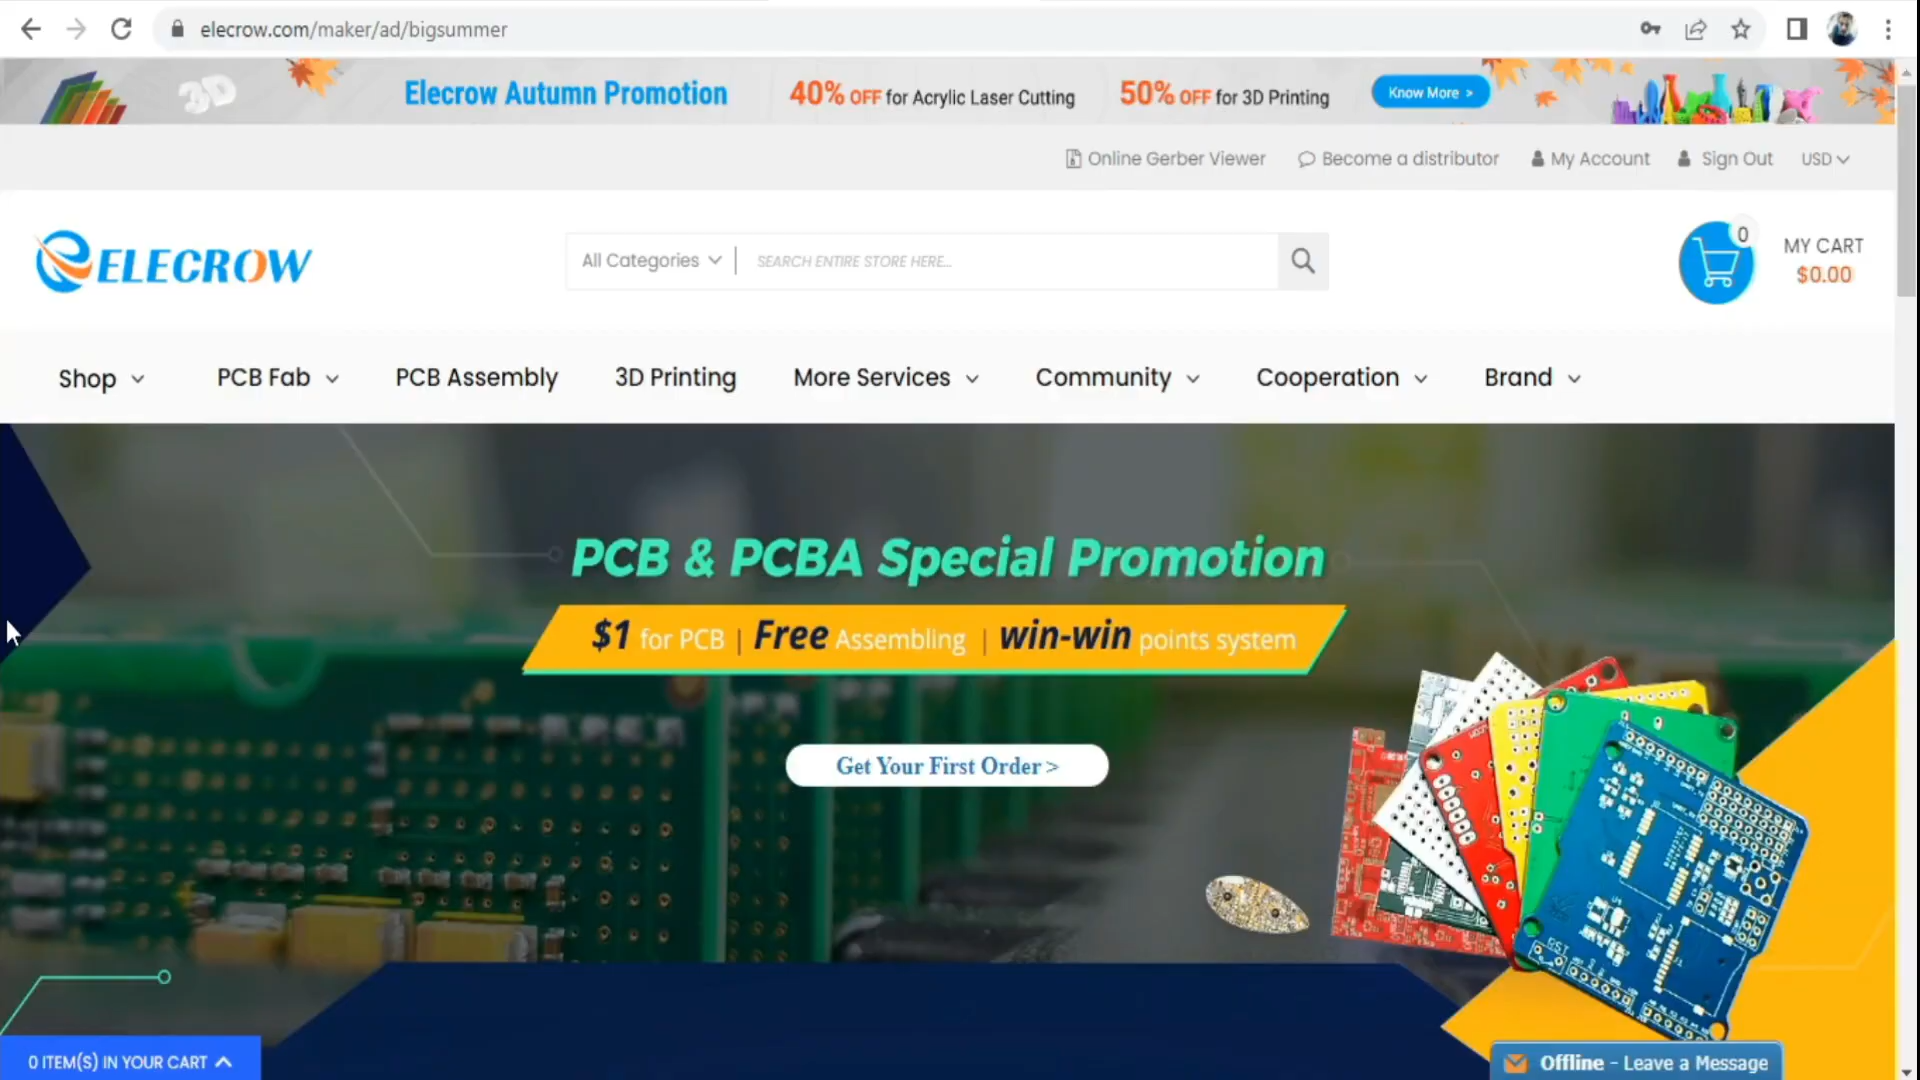 elecrow.com/maker/ad/bigsummer
3D
Elecrow Autumn Promotion
40% OFF for Acrylic Laser Cutting
50% OFF for 3D Printing
Know More >
Online Gerber Viewer
Become a distributor
My Account
Sign Out
USD
ELECROW
All Categories
SEARCH ENTIRE STORE HERE...
0
MY CART
$0.00
Shop
PCB Fab
PCB Assembly
3D Printing
More Services
Community
Cooperation
Brand
PCB & PCBA Special Promotion
$1 for PCB | Free Assembling | win-win points system
Get Your First Order >
RST
0 ITEM(S) IN YOUR CART
Offline - Leave a Message